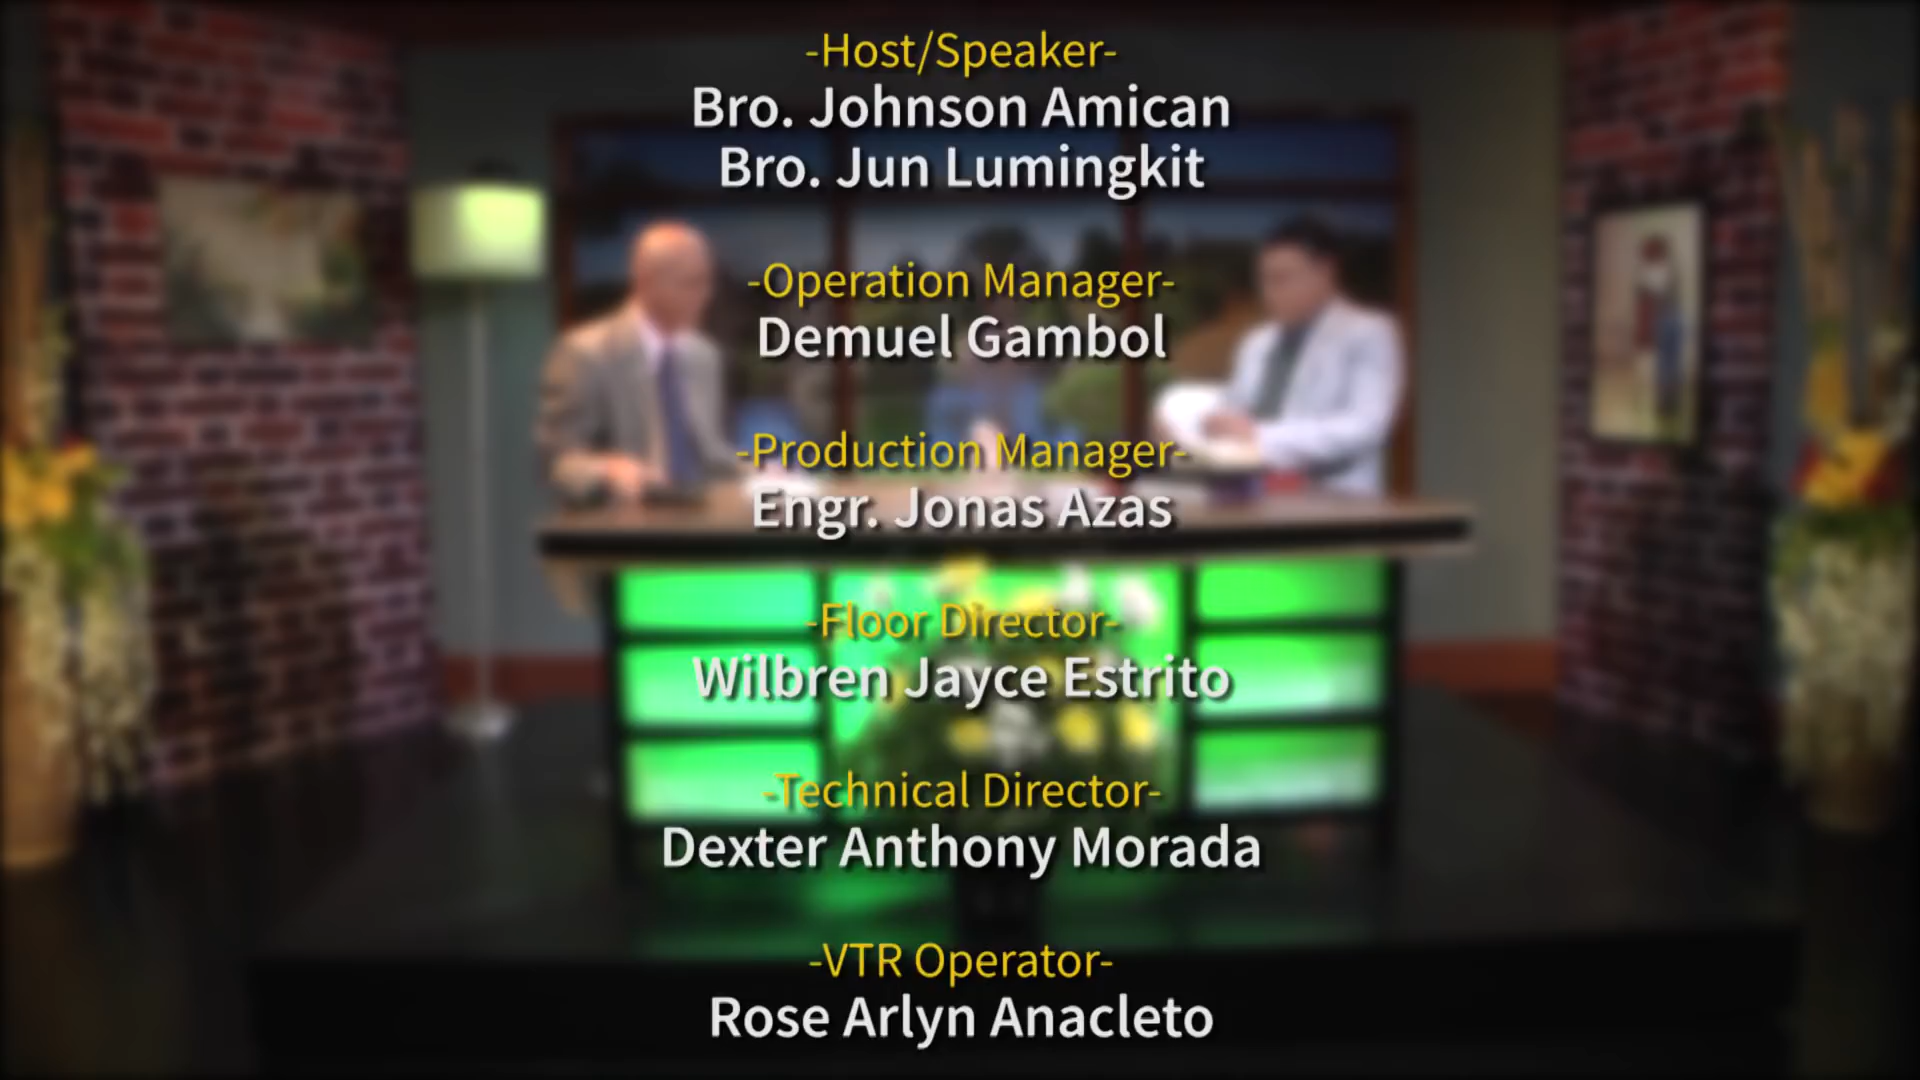 -Host/Speaker-
Bro. Johnson Amican
Bro. Jun Lumingkit
-Operation Manager-
Demuel Gambol
-Production Manager-
Engr. Jonas Azas
-Floor Director-
Wilbren Jayce Estrito
-Technical Director-
Dexter Anthony Morada
-VTR Operator-
Rose Arlyn Anacleto